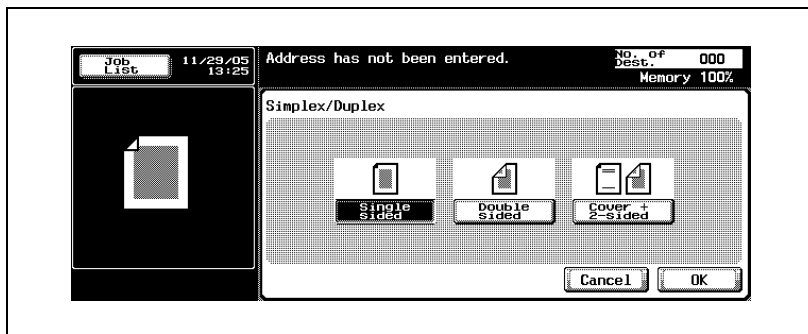 Job
List
11/29/05
13:25
Address has not been entered.
No. of
Dest.
000
Memory 100%
Simplex/Duplex
Single
sided
Double
sided
Cover +
2-sided
Cancel
OK